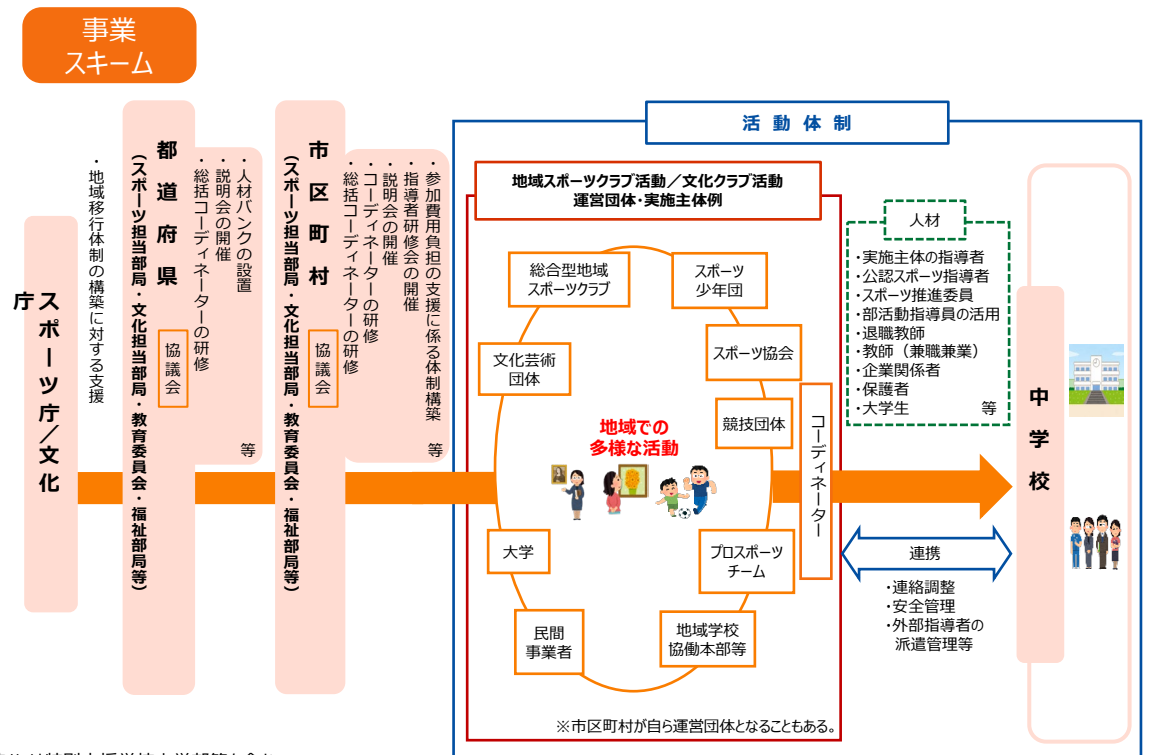 事業
スキーム
スポーツ庁／文化庁
・地域移行体制の構築に対する支援
都道府県
（スポーツ担当部局・文化担当部局・教育委員会・福祉部局等）
協議会
・人材バンクの設置
・説明会の開催
・総括コーディネーターの研修
等
市区町村
（スポーツ担当部局・文化担当部局・教育委員会・福祉部局等）
協議会
・参加費用負担の支援に係る体制構築
・指導者研修会の開催
・説明会の開催
・コーディネーターの研修
・総括コーディネーターの研修
等
活動体制
地域スポーツクラブ活動／文化クラブ活動
運営団体・実施主体例
総合型地域
スポーツクラブ
スポーツ
少年団
文化芸術
団体
スポーツ協会
競技団体
地域での
多様な活動
大学
プロスポーツ
チーム
民間
事業者
地域学校
協働本部等
コーディネーター
※市区町村が自ら運営団体となることもある。
人材
・実施主体の指導者
・公認スポーツ指導者
・スポーツ推進委員
・部活動指導員の活用
・退職教師
・教師（兼職兼業）
・企業関係者
・保護者
・大学生　　　　等
連携
・連絡調整
・安全管理
・外部指導者の
派遣管理等
中学校